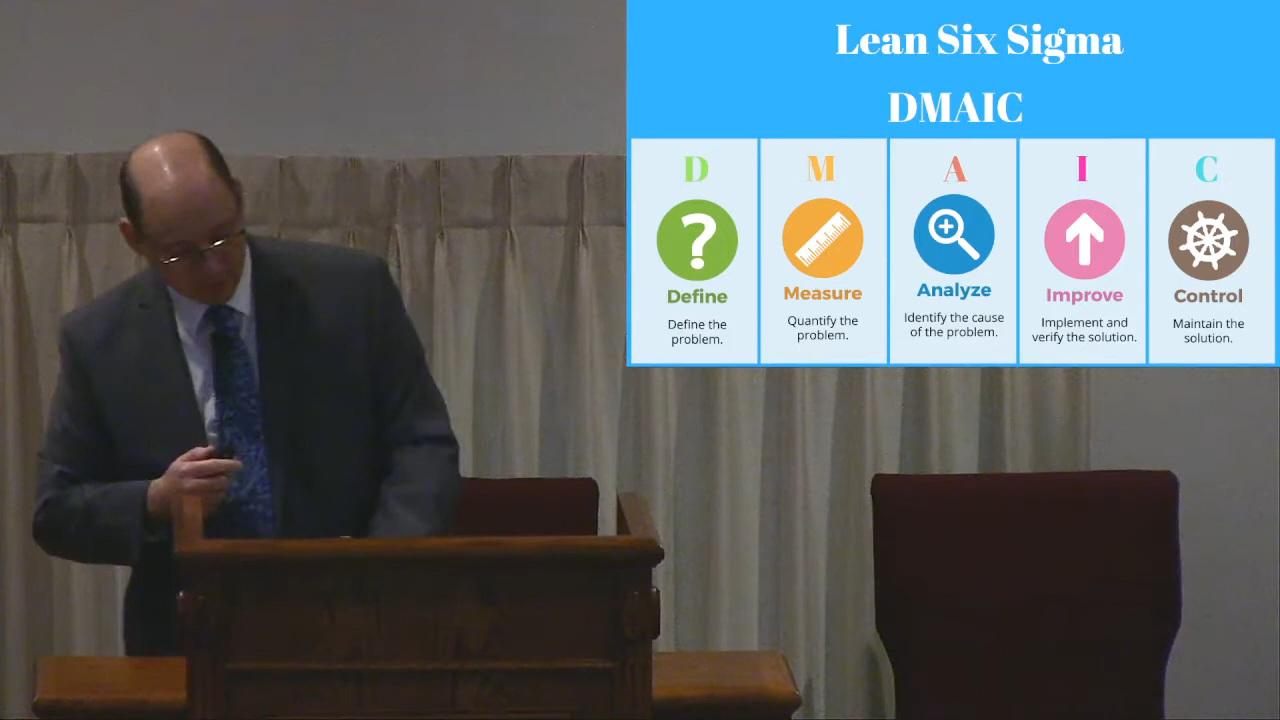 Lean Six Sigma
DMAIC
D
M
A
I
C
Define
Define the
problem.
Measure
Quantify the
problem.
Analyze
Identify the cause
of the problem.
Improve
Implement and
verify the solution.
Control
Maintain the
solution.